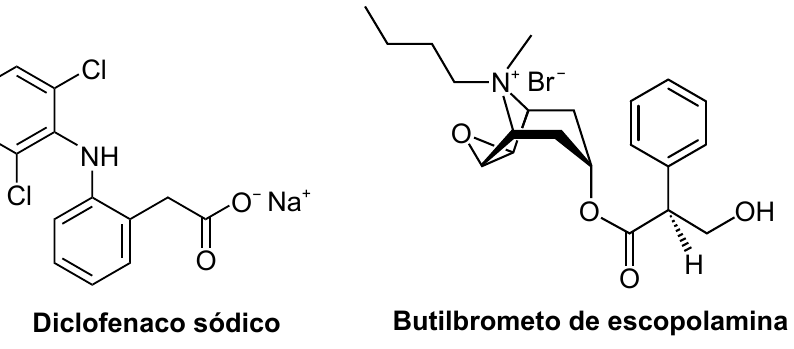 Cl
NH
Cl
O⁻ Na⁺
O
Diclofenaco sódico
N⁺ Br⁻
O
O
OH
O
H
Butilbrometo de escopolamina